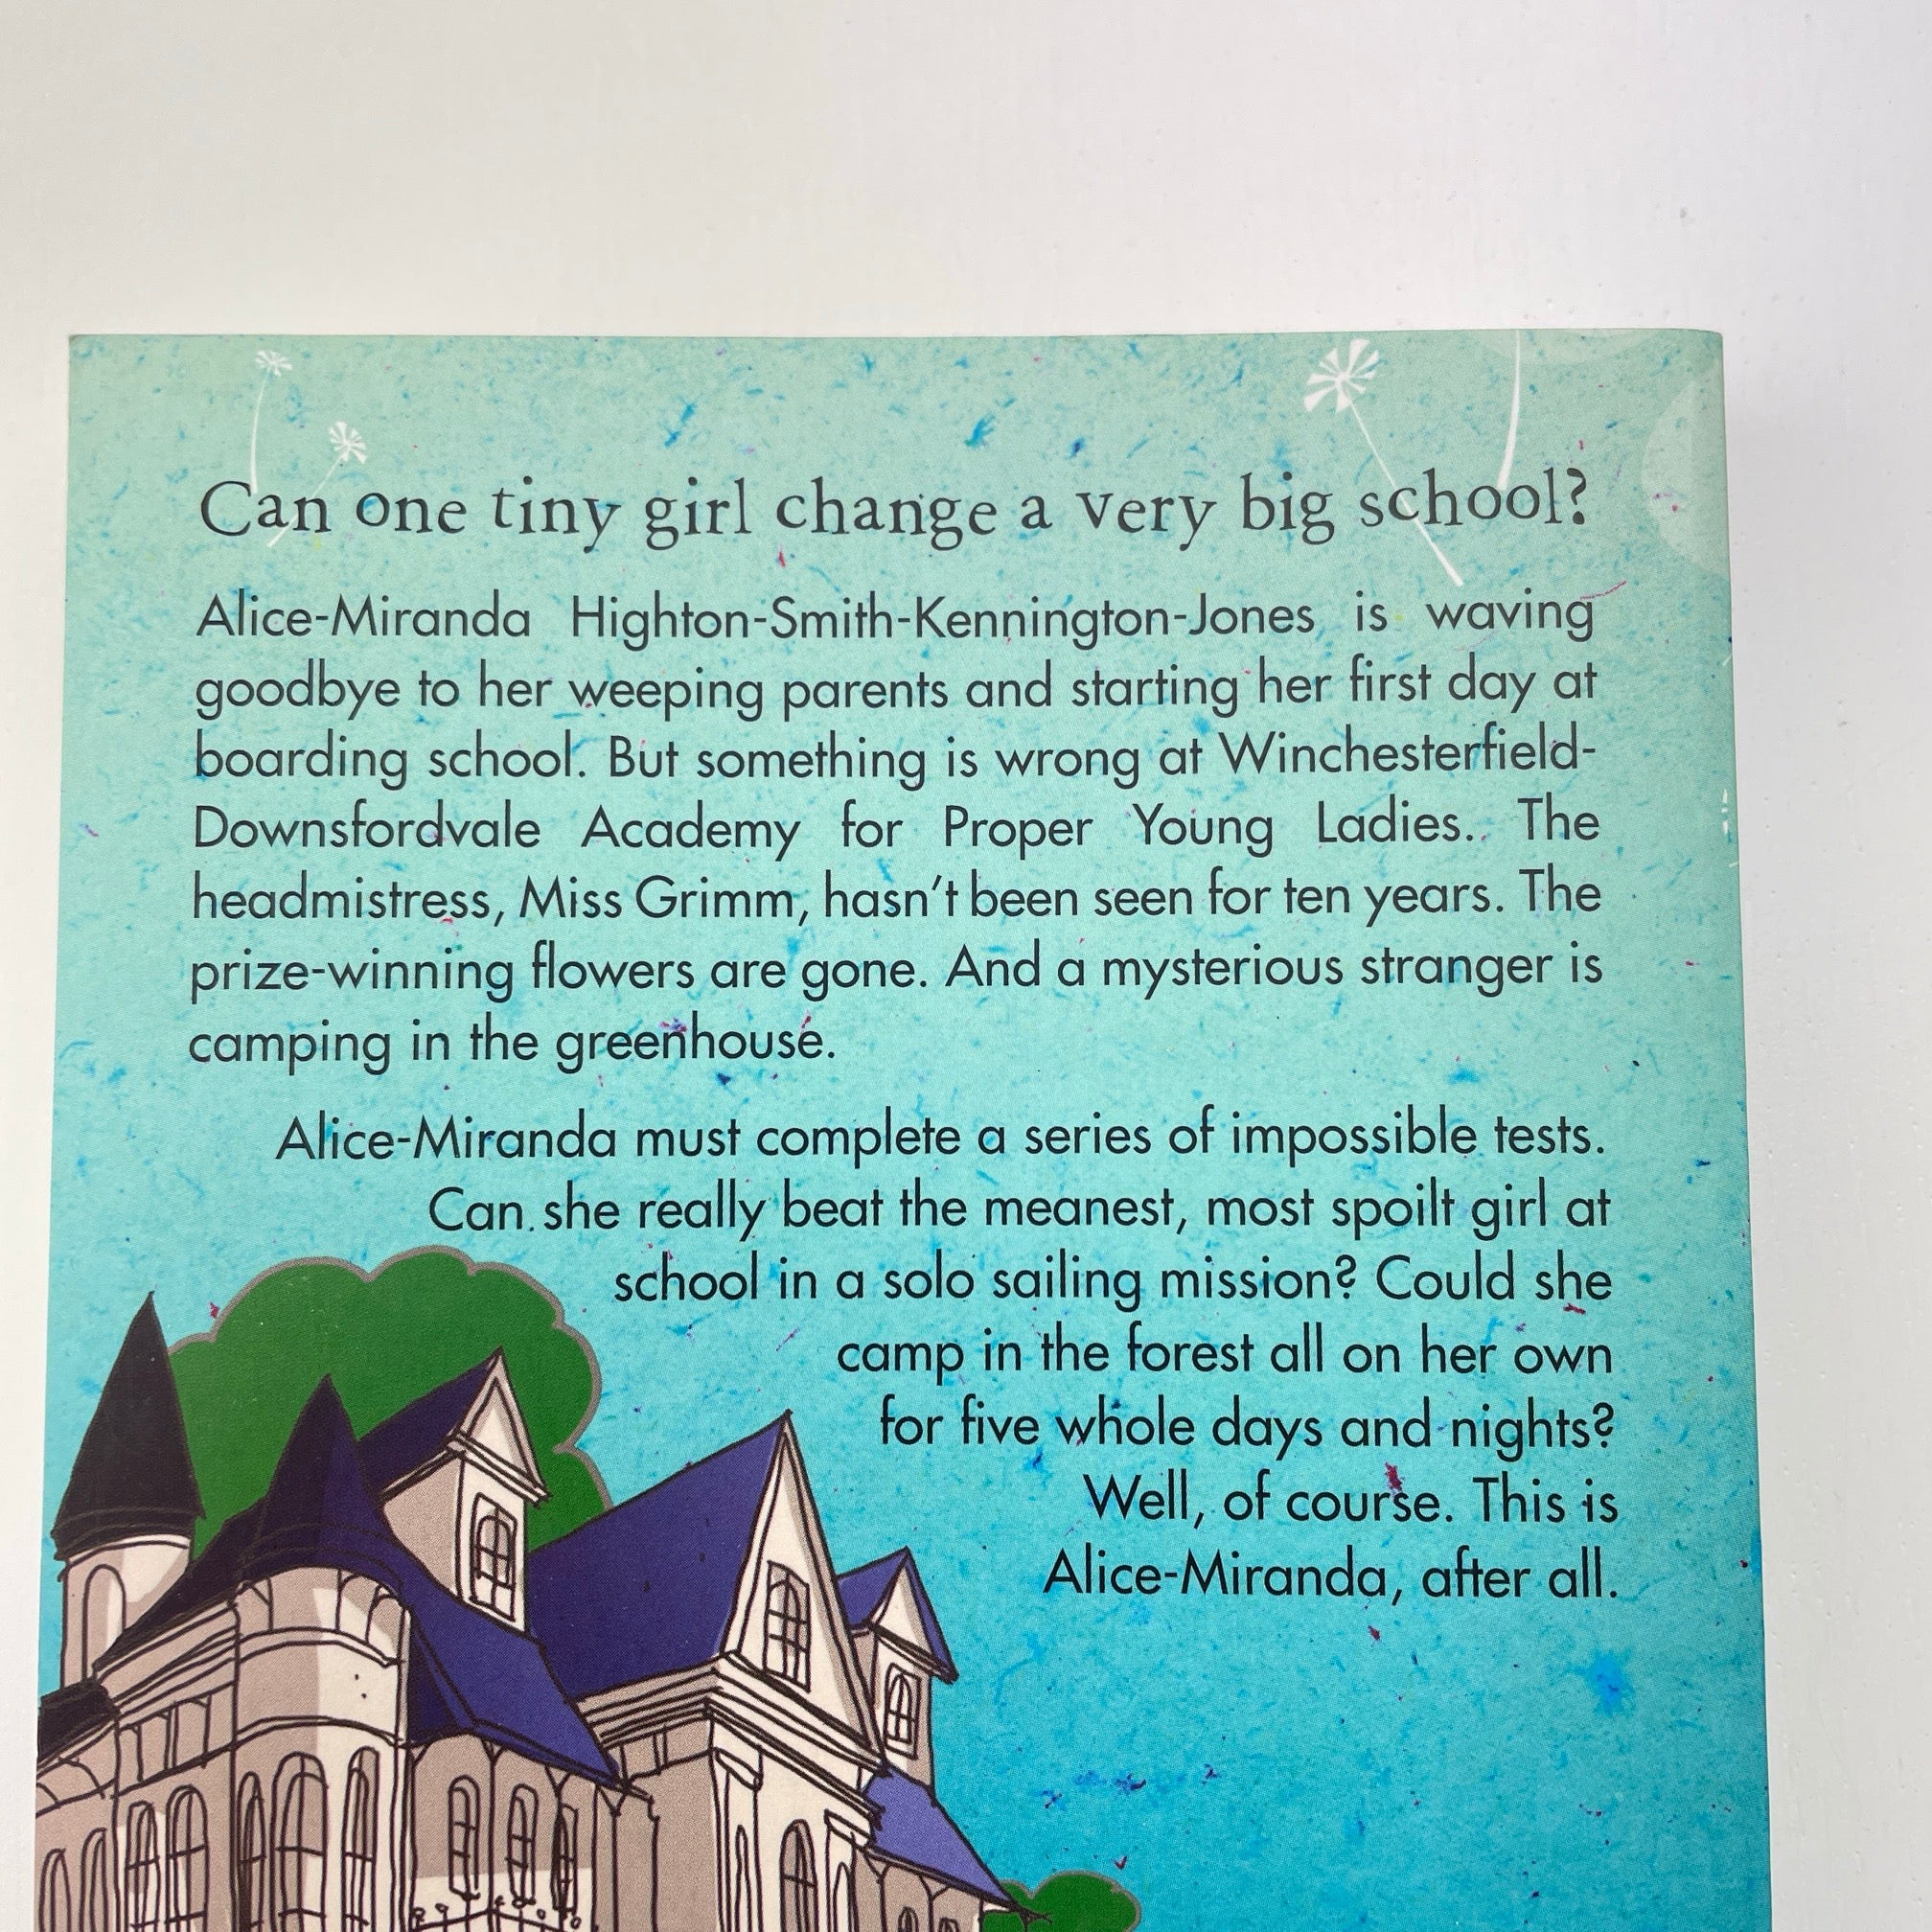 Can one tiny girl change a very big school?
Alice-Miranda Highton-Smith-Kennington-Jones is waving
goodbye to her weeping parents and starting her first day at
boarding school. But something is wrong at Winchesterfield-
Downsfordvale Academy for Proper Young Ladies. The
headmistress, Miss Grimm, hasn't been seen for ten years. The
prize-winning flowers are gone. And a mysterious stranger is
camping in the greenhouse.
Alice-Miranda must complete a series of impossible tests.
Can she really beat the meanest, most spoilt girl at
school in a solo sailing mission? Could she
camp in the forest all on her own
for five whole days and nights?
Well, of course. This is
Alice-Miranda, after all.